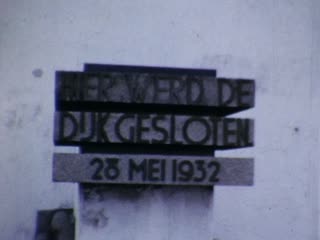 HIER WERD DE
DIJK GESLOTEN
28 MEI 1932